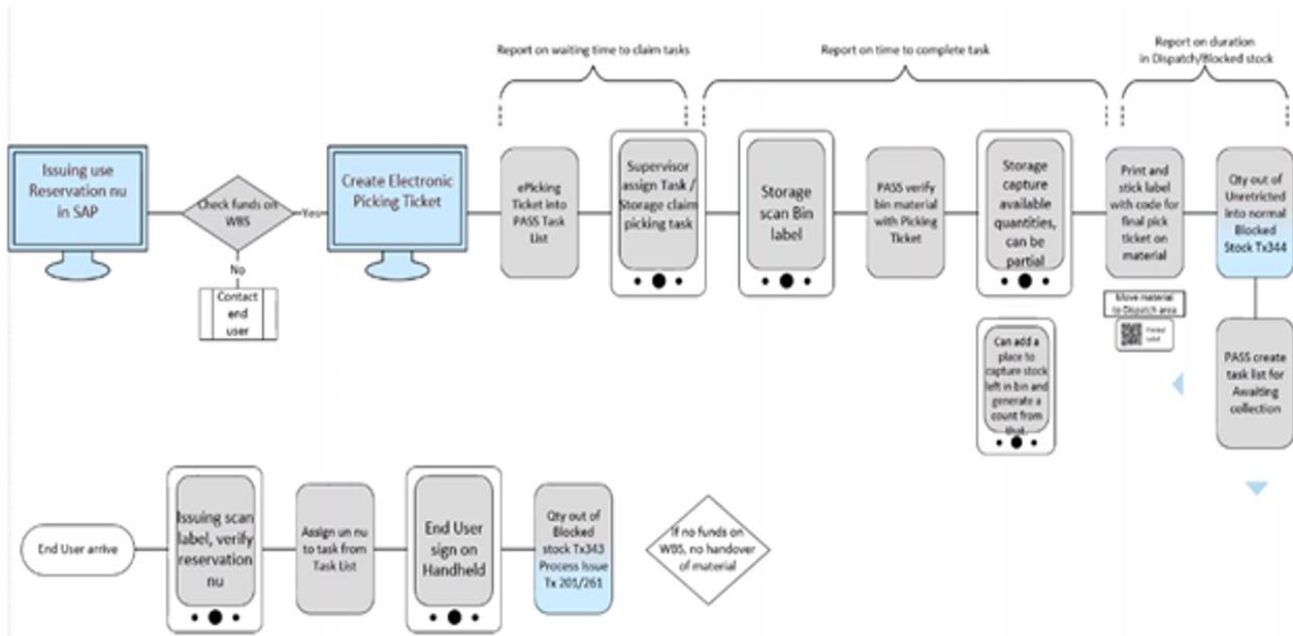 Report on waiting time to claim tasks
Report on time to complete task
Report on duration
in Dispatch/Blocked stock
Issuing use
Reservation nu
in SAP
Check funds on
WBS
Yes
No
Contact
end
user
Create Electronic
Picking Ticket
ePicking
Ticket into
PASS Task
List
Supervisor
assign Task /
Storage claim
picking task
Storage
scan Bin
label
PASS verify
bin material
with Picking
Ticket
Storage
capture
available
quantities,
can be
partial
Can add a
place to
capture stock
left in bin and
generate a
count from
that.
Print and
stick label
with code for
final pick
ticket on
material
Move material
to Dispatch area
Printed
Label
Qty out of
Unretricted
into normal
Blocked
Stock Tx344
PASS create
task list for
Awaiting
collection
End User arrive
Issuing scan
label, verify
reservation
nu
Assign un nu
to task from
Task List
End User
sign on
Handheld
Qty out of
Blocked
stock Tx343
Process Issue
Tx 201/261
If no funds on
WBS, no handover
of material